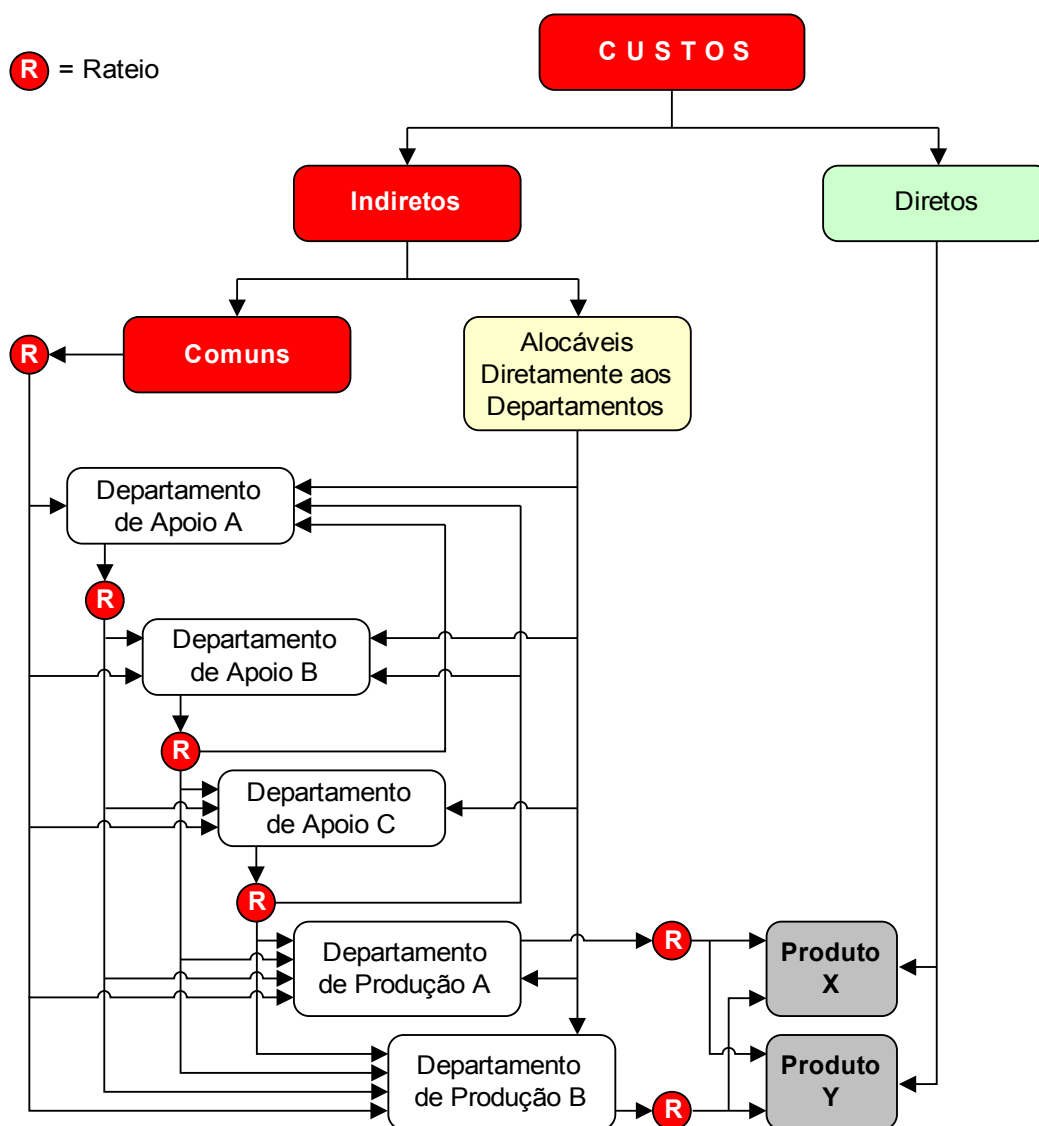 C U S T O S
R = Rateio
Indiretos
Diretos
R
Comuns
Alocáveis
Diretamente aos
Departamentos
Departamento
de Apoio A
R
Departamento
de Apoio B
R
Departamento
de Apoio C
R
Departamento
de Produção A
R
Produto
X
Departamento
de Produção B
R
Produto
Y